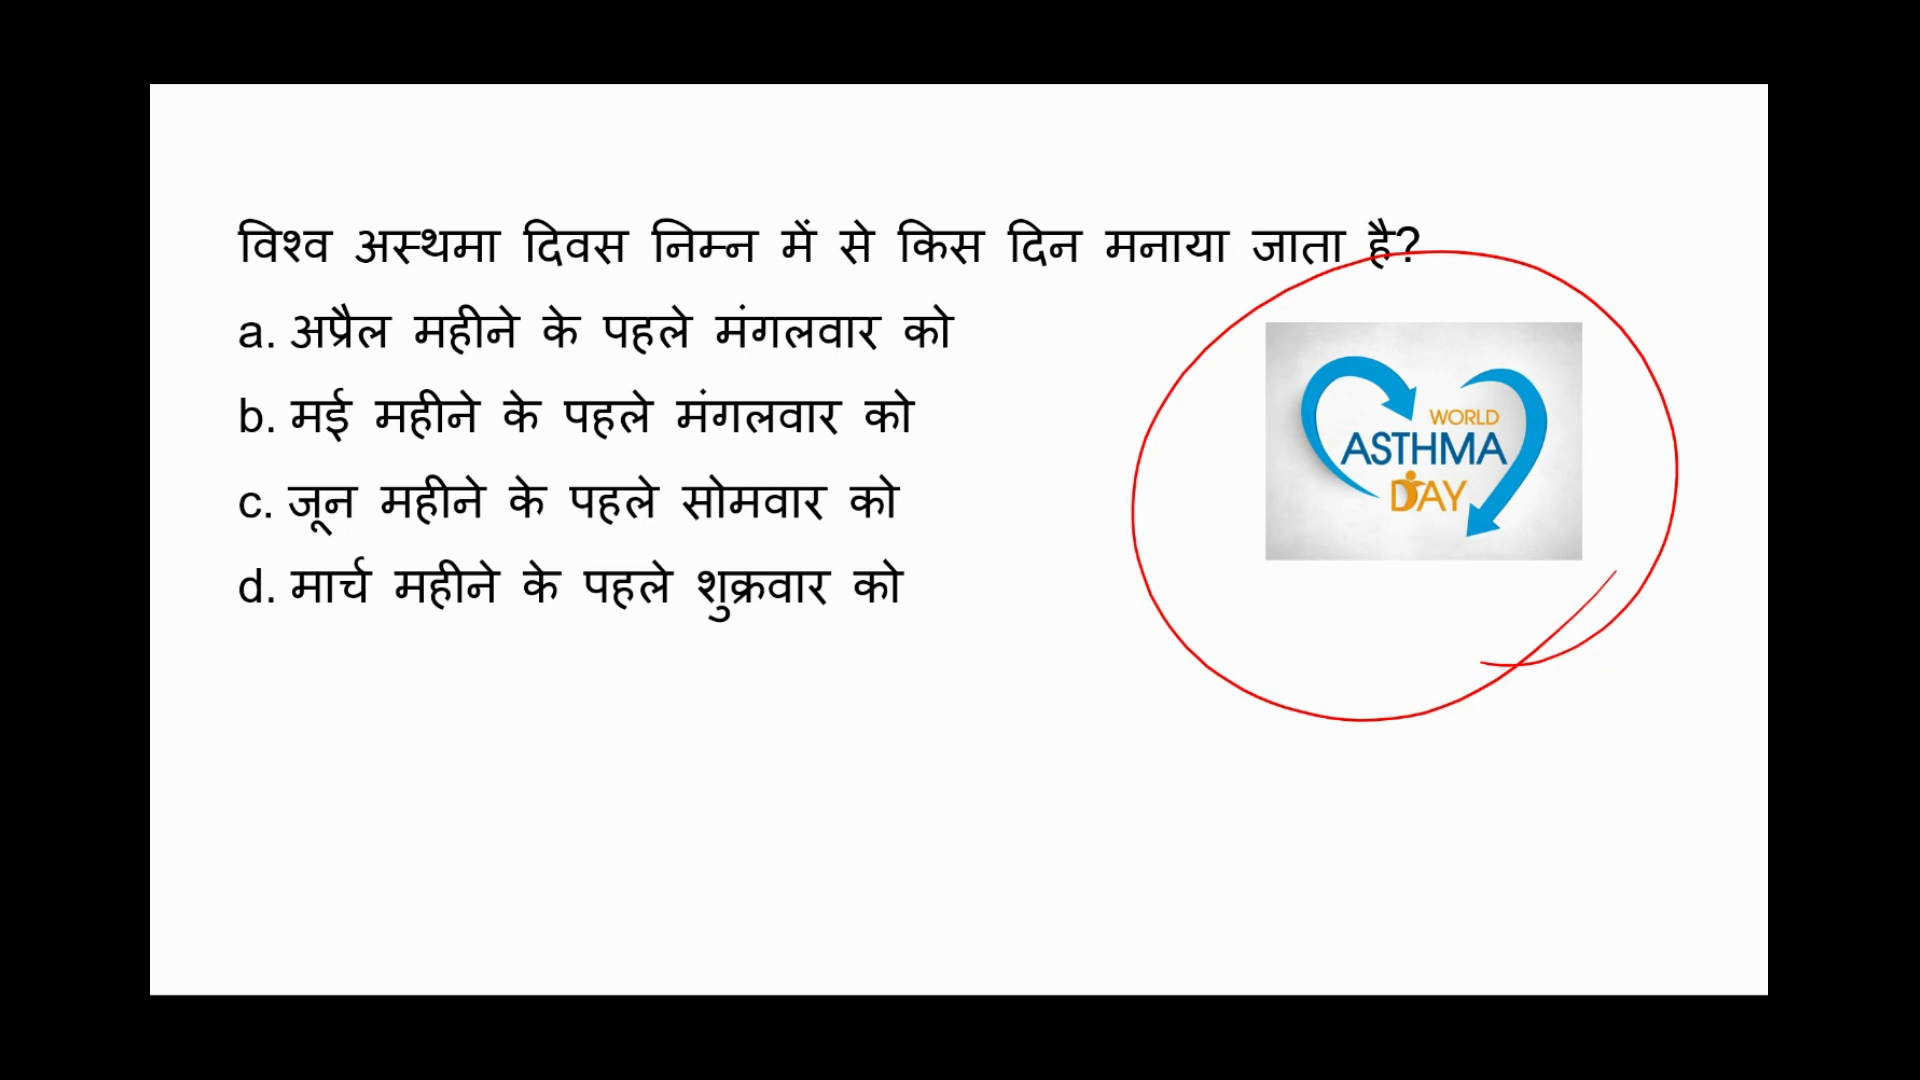 विश्व अस्थमा दिवस निम्न में से किस दिन मनाया जाता है?
a. अप्रैल महीने के पहले मंगलवार को
b. मई महीने के पहले मंगलवार को
c. जून महीने के पहले सोमवार को
d. मार्च महीने के पहले शुक्रवार को
WORLD
ASTHMA
DAY